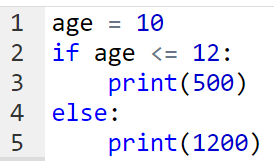 1 age = 10
2 if age <= 12:
3     print(500)
4 else:
5     print(1200)